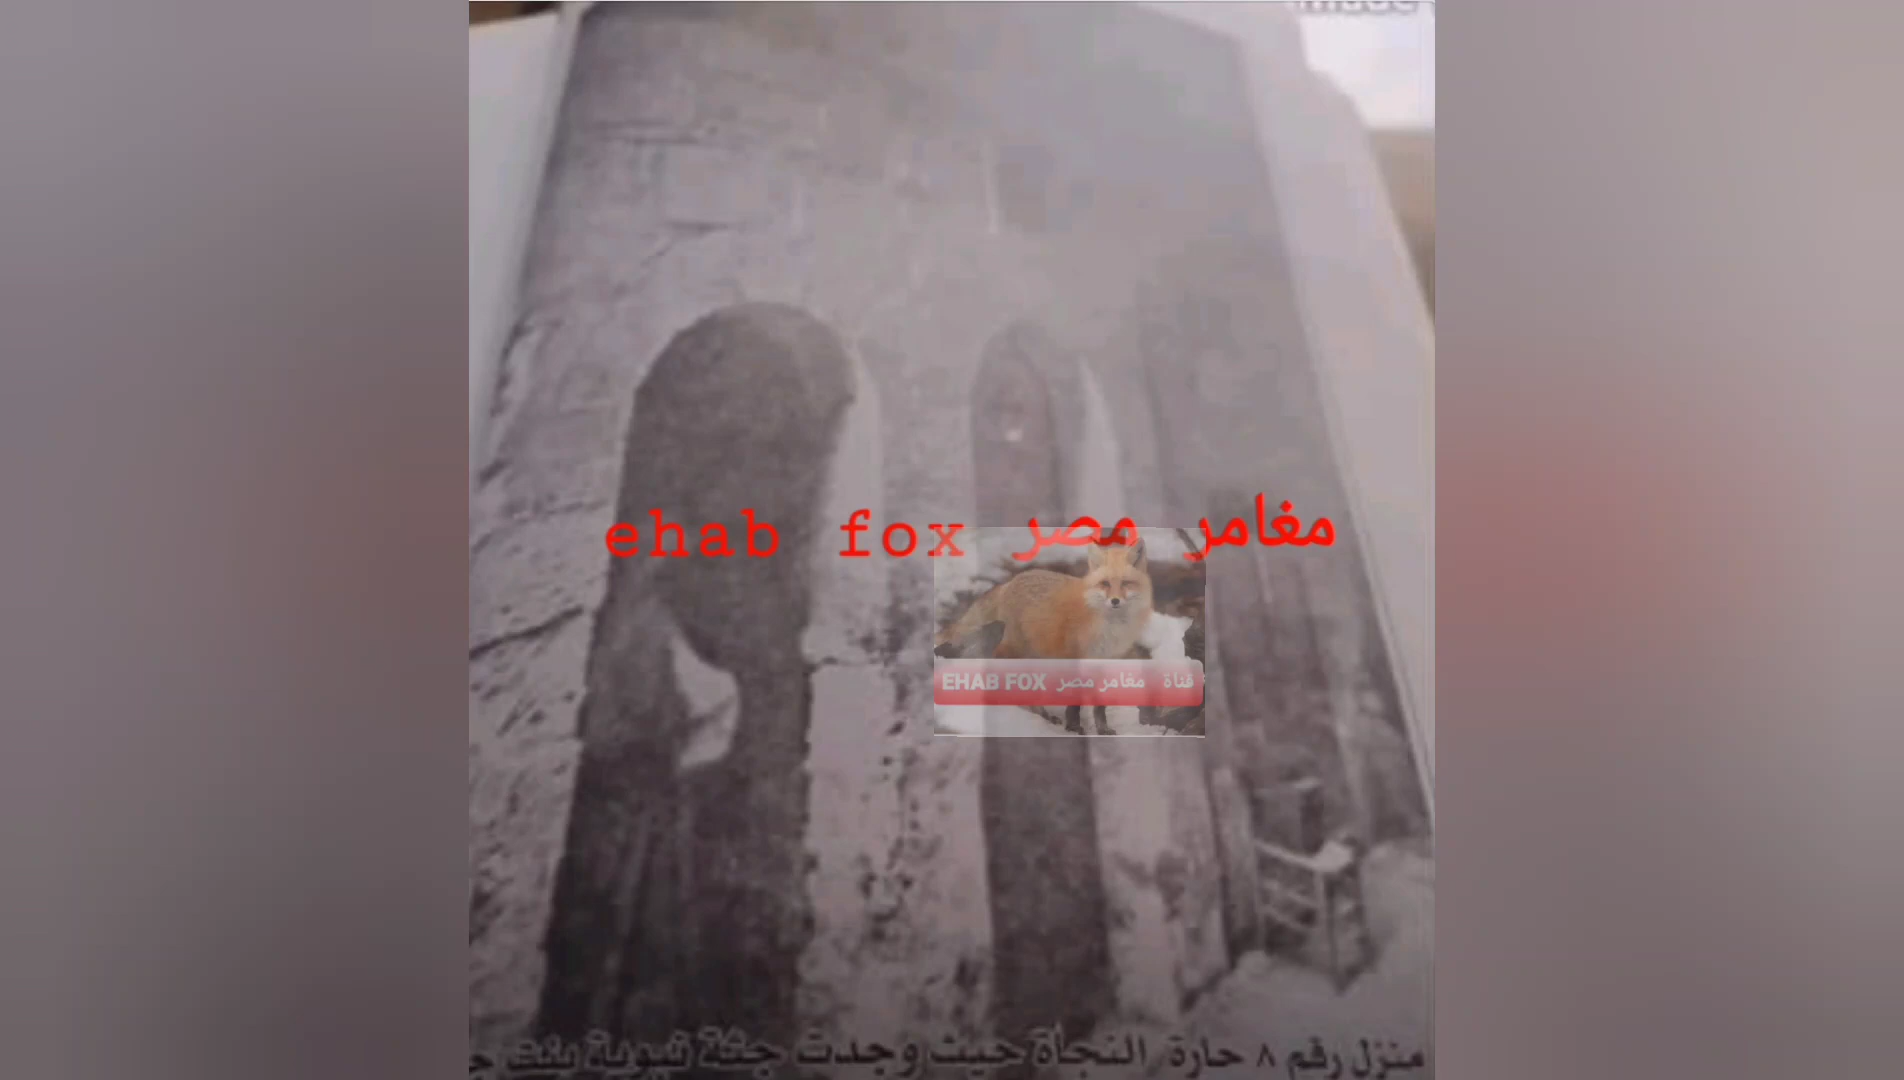 ehab fox مغامر مصر
قناة مغامر مصر EHAB FOX
منزل رقم ٨ حارة النجاة حيث وجدت جثة نبوية بنت